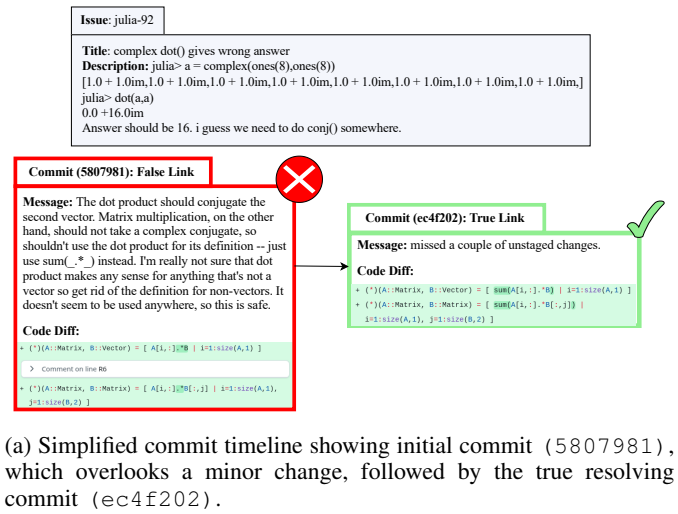 Issue: julia-92
Title: complex dot() gives wrong answer
Description: julia> a = complex(ones(8),ones(8))
[1.0 + 1.0im,1.0 + 1.0im,1.0 + 1.0im,1.0 + 1.0im,1.0 + 1.0im,1.0 + 1.0im,1.0 + 1.0im,1.0 + 1.0im,]
julia> dot(a,a)
0.0 +16.0im
Answer should be 16. i guess we need to do conj() somewhere.
Commit (5807981): False Link
Message: The dot product should conjugate the
second vector. Matrix multiplication, on the other
hand, should not take a complex conjugate, so
shouldn't use the dot product for its definition -- just
use sum(_.*_) instead. I'm really not sure that dot
product makes any sense for anything that's not a
vector so get rid of the definition for non-vectors. It
doesn't seem to be used anywhere, so this is safe.
Code Diff:
+ (*)(A::Matrix, B::Vector) = [ A[i,:].*B | i=1:size(A,1) ]
> Comment on line R6
+ (*)(A::Matrix, B::Matrix) = [ A[i,:].*B[:,j] | i=1:size(A,1),
j=1:size(B,2) ]
Commit (ec4f202): True Link
Message: missed a couple of unstaged changes.
Code Diff:
+ (*)(A::Matrix, B::Vector) = [ sum(A[i,:].*B) | i=1:size(A,1) ]
+ (*)(A::Matrix, B::Matrix) = [ sum(A[i,:].*B[:,j]) |
i=1:size(A,1), j=1:size(B,2) ]
(a) Simplified commit timeline showing initial commit (5807981),
which overlooks a minor change, followed by the true resolving
commit (ec4f202).